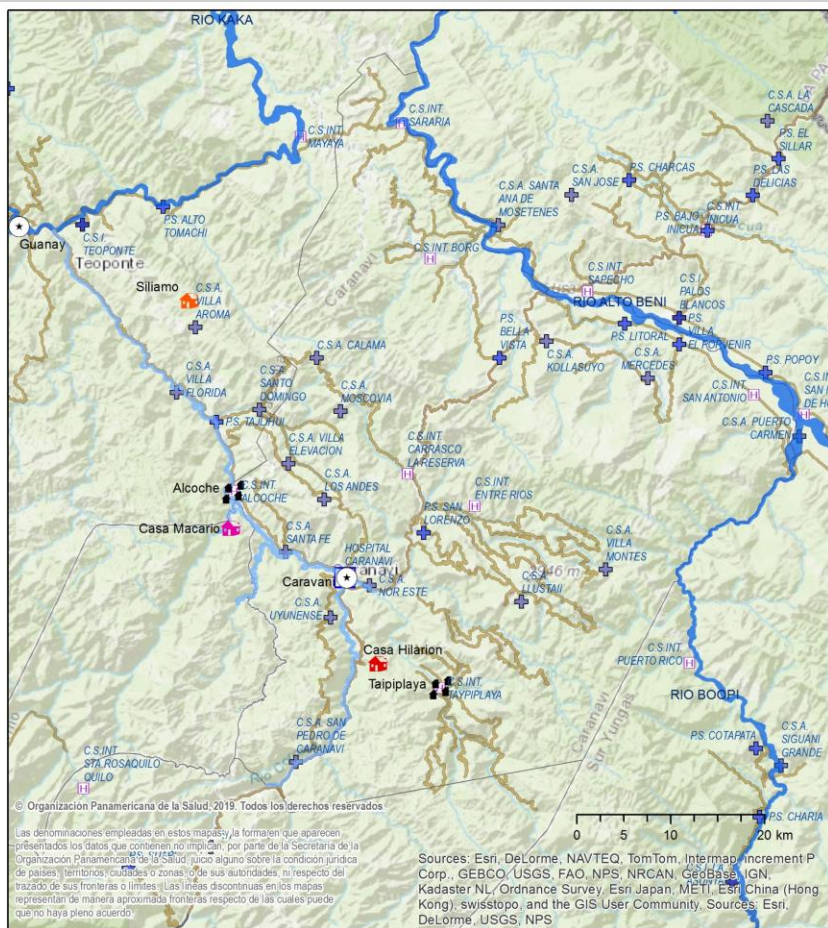 RIO KAKA
C.S.INT.
MAYAYA
C.S.INT.
SARARIA
C.S.A. LA
CASCADA
P.S. EL
SILLAR
P.S. LAS
DELICIAS
P.S. CHARCAS
C.S.A.
SAN JOSE
C.S.INT.
INICUA
P.S. BAJO
INICUA
C.S.A. SANTA
ANA DE
MOSETENES
P.S. ALTO
TOMACHI
C.S.I.
TEOPONTE
Guanay
Teoponte
Caranavi
C.S.INT. BORG
Siliamo
C.S.A.
VILLA
AROMA
C.S.INT.
SAPECHO
RIO ALTO BENI
C.S.I.
PALOS
BLANCOS
P.S.
VILLA
EL PORVENIR
P.S. LITORAL
P.S.
BELLA
VISTA
C.S.A.
KOLLASUYO
C.S.A.
MERCEDES
P.S. POPOY
C.S.INT.
SAN ANTONIO
C.S.INT.
SAN
DE
C.S.A. PUERTO
CARMEN
C.S.A. CALAMA
C.S.A.
VILLA
FLORIDA
C.S.A.
SANTO
DOMINGO
C.S.A.
MOSCOVIA
P.S. TAJLIHUI
C.S.A. VILLA
ELEVACION
C.S.INT.
CARRASCO
LA RESERVA
C.S.INT.
ENTRE RIOS
Alcoche
C.S.INT.
ALCOCHE
C.S.A.
LOS ANDES
P.S. SAN
LORENZO
Casa Macario
C.S.A.
SANTA FE
HOSPITAL
CARANAVI
C.S.A.
VILLA
MONTES
Caravani
C.S.A.
NOR ESTE
C.S.A.
LLUSTAII
C.S.A.
UYUNENSE
Casa Hilarion
Taipiplaya
C.S.INT.
TAYPIPLAYA
C.S.INT.
PUERTO RICO
RIO BOOPI
Caranavi
Sur Yungas
C.S.A. SAN
PEDRO DE
CARANAVI
C.S.INT.
STA.ROSAQUILO
QUILO
P.S. COTAPATA
C.S.A.
SIGUANI
GRANDE
P.S. CHARIA
0 5 10 20 km
© Organización Panamericana de la Salud, 2019. Todos los derechos reservados
Las denominaciones empleadas en estos mapas y la forma en que aparecen
presentados los datos que contienen no implican, por parte de la Secretaría de la
Organización Panamericana de la Salud, juicio alguno sobre la condición jurídica
de países, territorios, ciudades o zonas, o de sus autoridades, ni respecto del
trazado de sus fronteras o límites. Las líneas discontinuas en los mapas
representan de manera aproximada fronteras respecto de las cuales puede
que no haya pleno acuerdo.
Sources: Esri, DeLorme, NAVTEQ, TomTom, Intermap, increment P
Corp., GEBCO, USGS, FAO, NPS, NRCAN, GeoBase, IGN,
Kadaster NL, Ordnance Survey, Esri Japan, METI, Esri China (Hong
Kong), swisstopo, and the GIS User Community, Sources: Esri,
DeLorme, USGS, NPS